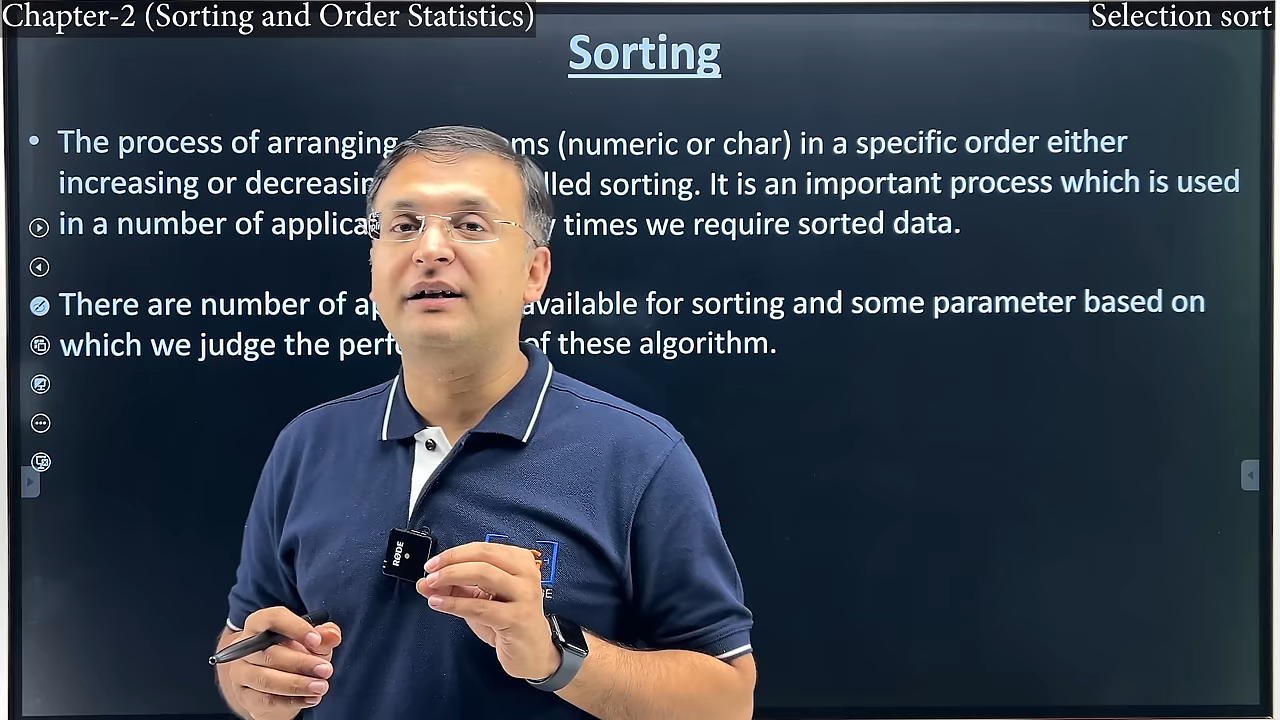 Chapter-2 (Sorting and Order Statistics)
Selection sort
Sorting
• The process of arranging ms (numeric or char) in a specific order either
increasing or decreasin lled sorting. It is an important process which is used
in a number of applica times we require sorted data.
There are number of ap available for sorting and some parameter based on
which we judge the perf of these algorithm.
RØDE